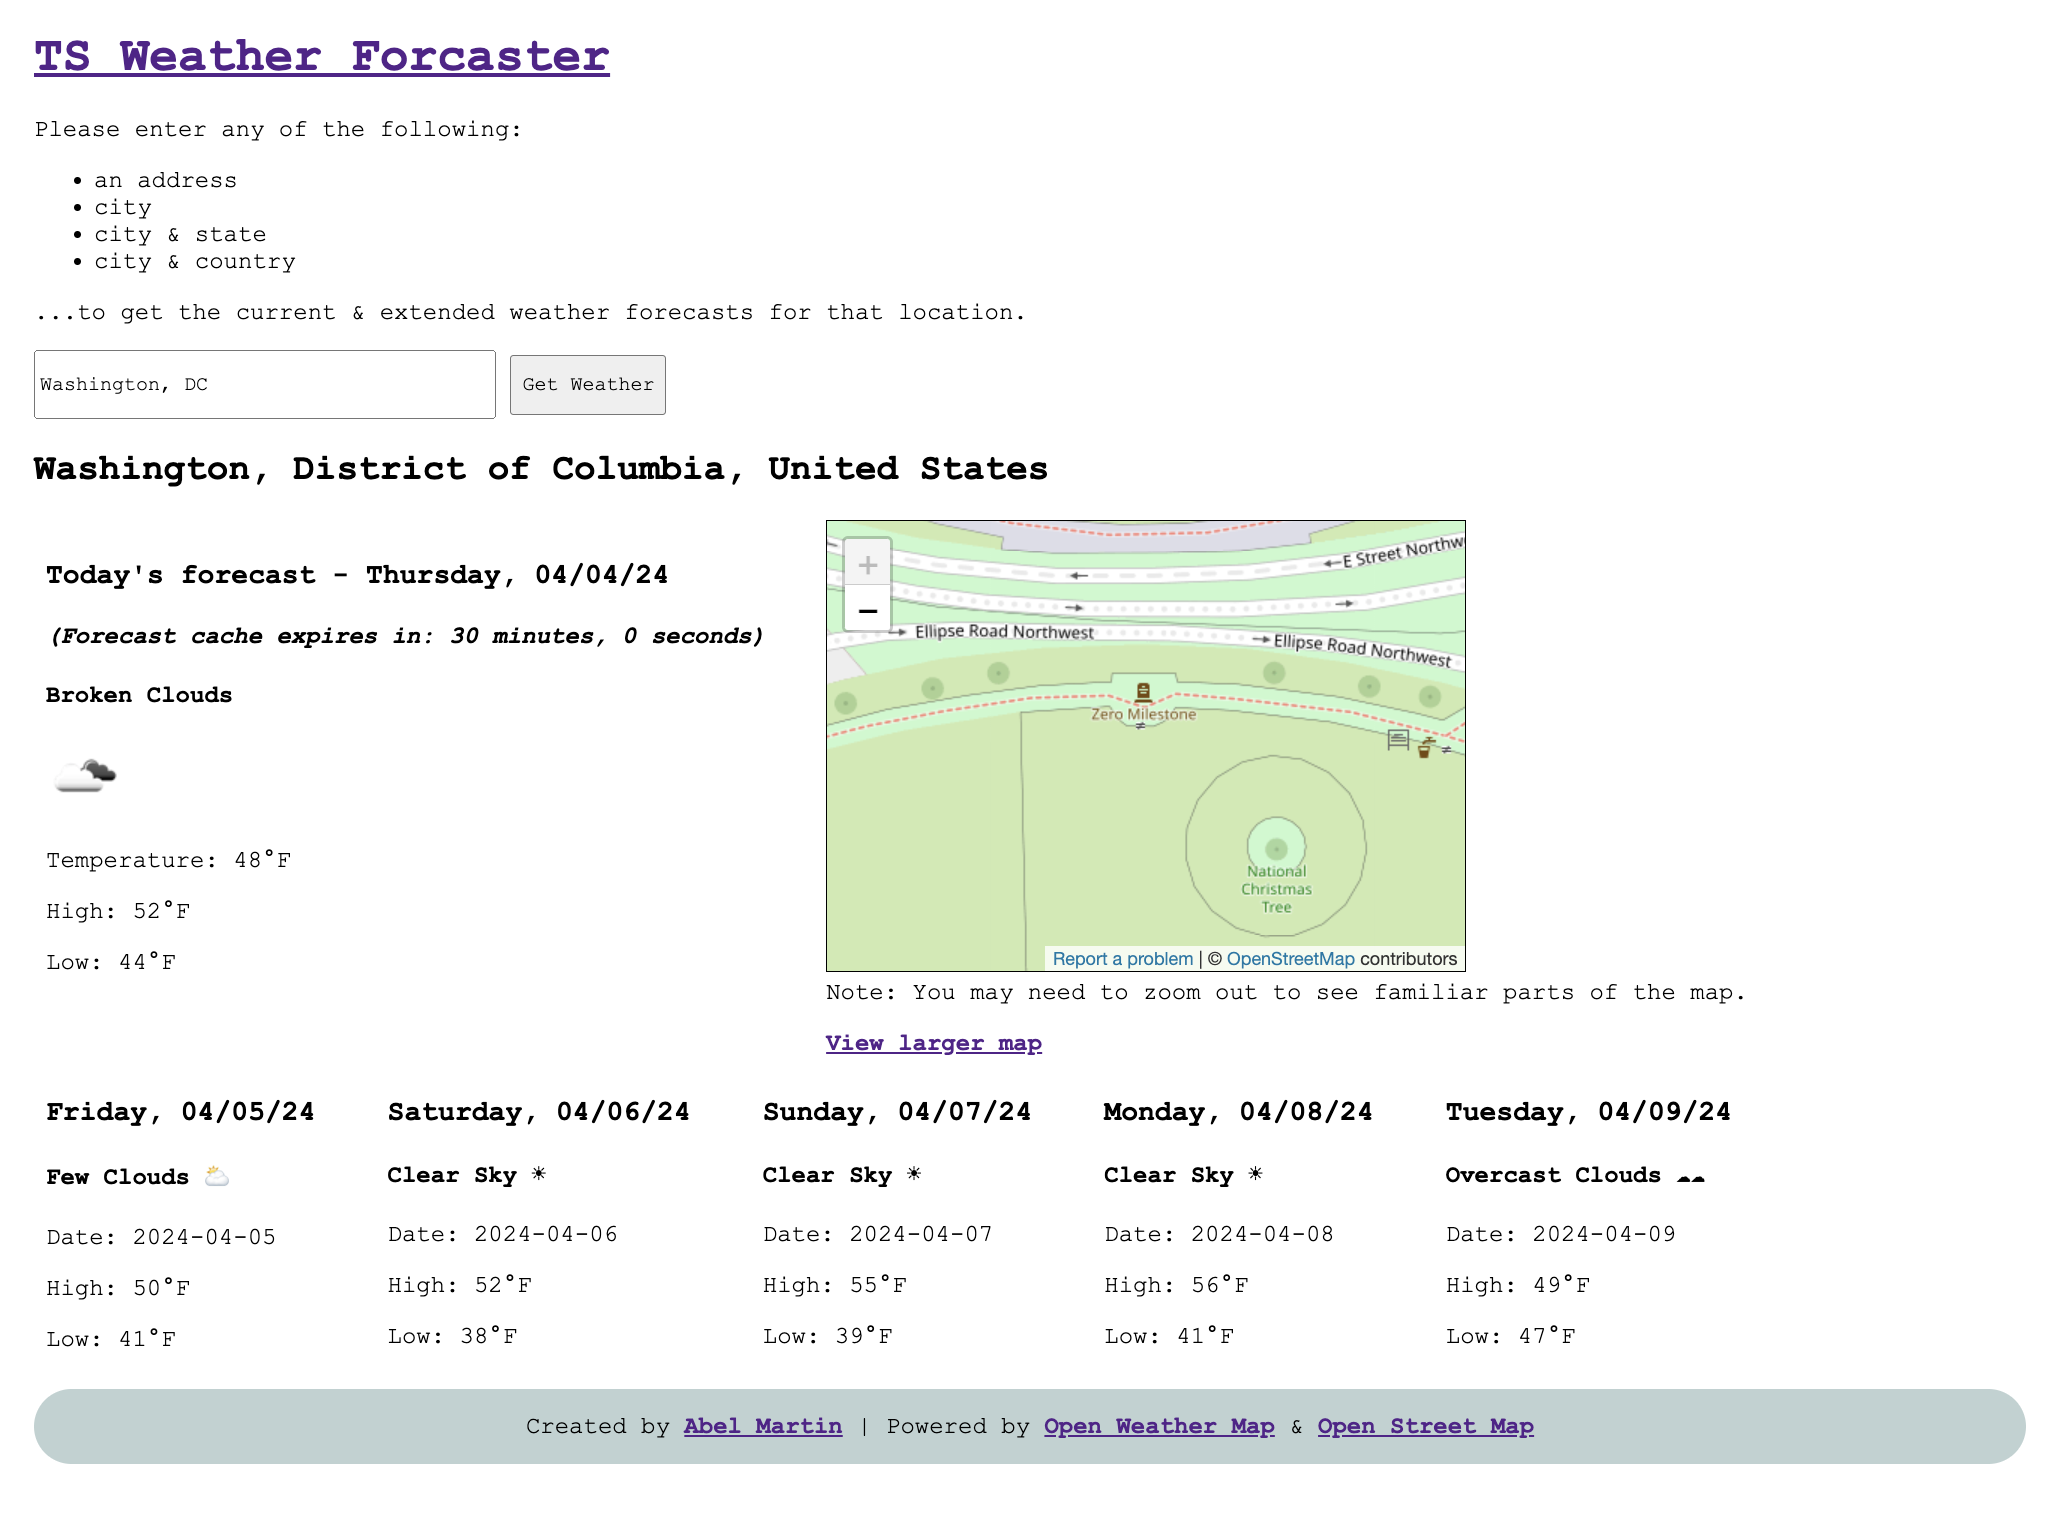 TS Weather Forcaster
Please enter any of the following:
• an address
• city
• city & state
• city & country
...to get the current & extended weather forecasts for that location.
Washington, DC
Get Weather
Washington, District of Columbia, United States
Today's forecast - Thursday, 04/04/24
(Forecast cache expires in: 30 minutes, 0 seconds)
Broken Clouds
Temperature: 48°F
High: 52°F
Low: 44°F
+
−
E Street Northw
Ellipse Road Northwest
Ellipse Road Northwest
Zero Milestone
National
Christmas
Tree
Report a problem | © OpenStreetMap contributors
Note: You may need to zoom out to see familiar parts of the map.
View larger map
Friday, 04/05/24
Few Clouds 🌥
Date: 2024-04-05
High: 50°F
Low: 41°F
Saturday, 04/06/24
Clear Sky ☀
Date: 2024-04-06
High: 52°F
Low: 38°F
Sunday, 04/07/24
Clear Sky ☀
Date: 2024-04-07
High: 55°F
Low: 39°F
Monday, 04/08/24
Clear Sky ☀
Date: 2024-04-08
High: 56°F
Low: 41°F
Tuesday, 04/09/24
Overcast Clouds ☁☁
Date: 2024-04-09
High: 49°F
Low: 47°F
Created by Abel Martin | Powered by Open Weather Map & Open Street Map